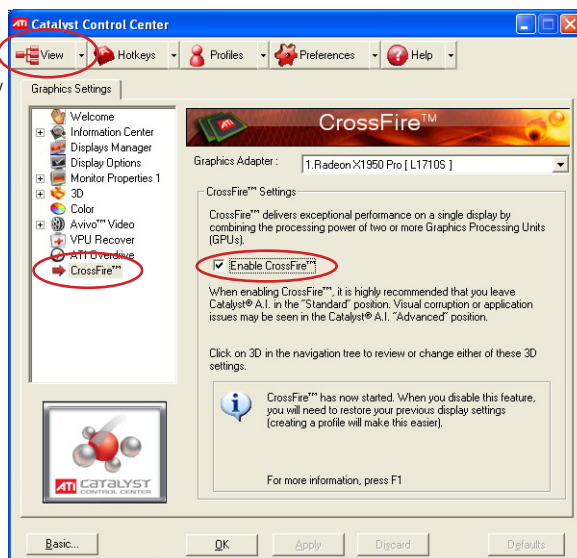 Catalyst Control Center
View
Hotkeys
Profiles
Preferences
Help
Graphics Settings
Welcome
Information Center
Displays Manager
Display Options
Monitor Properties 1
3D
Color
Avivo™ Video
VPU Recover
ATI Overdrive
CrossFire™
ATI
CrossFire™
Graphics Adapter :
1.Radeon X1950 Pro [ L1710S ]
CrossFire™ Settings
CrossFire™ delivers exceptional performance on a single display by
combining the processing power of two or more Graphics Processing Units
(GPUs).
Enable CrossFire™
When enabling CrossFire™, it is highly recommended that you leave
Catalyst® A.I. in the "Standard" position. Visual corruption or application
issues may be seen in the Catalyst® A.I. "Advanced" position.
Click on 3D in the navigation tree to review or change either of these 3D
settings.
CrossFire™ has now started. When you disable this feature,
you will need to restore your previous display settings
(creating a profile will make this easier).
For more information, press F1
ATI CATALYST
CONTROL CENTER
Basic...
OK
Apply
Discard
Defaults